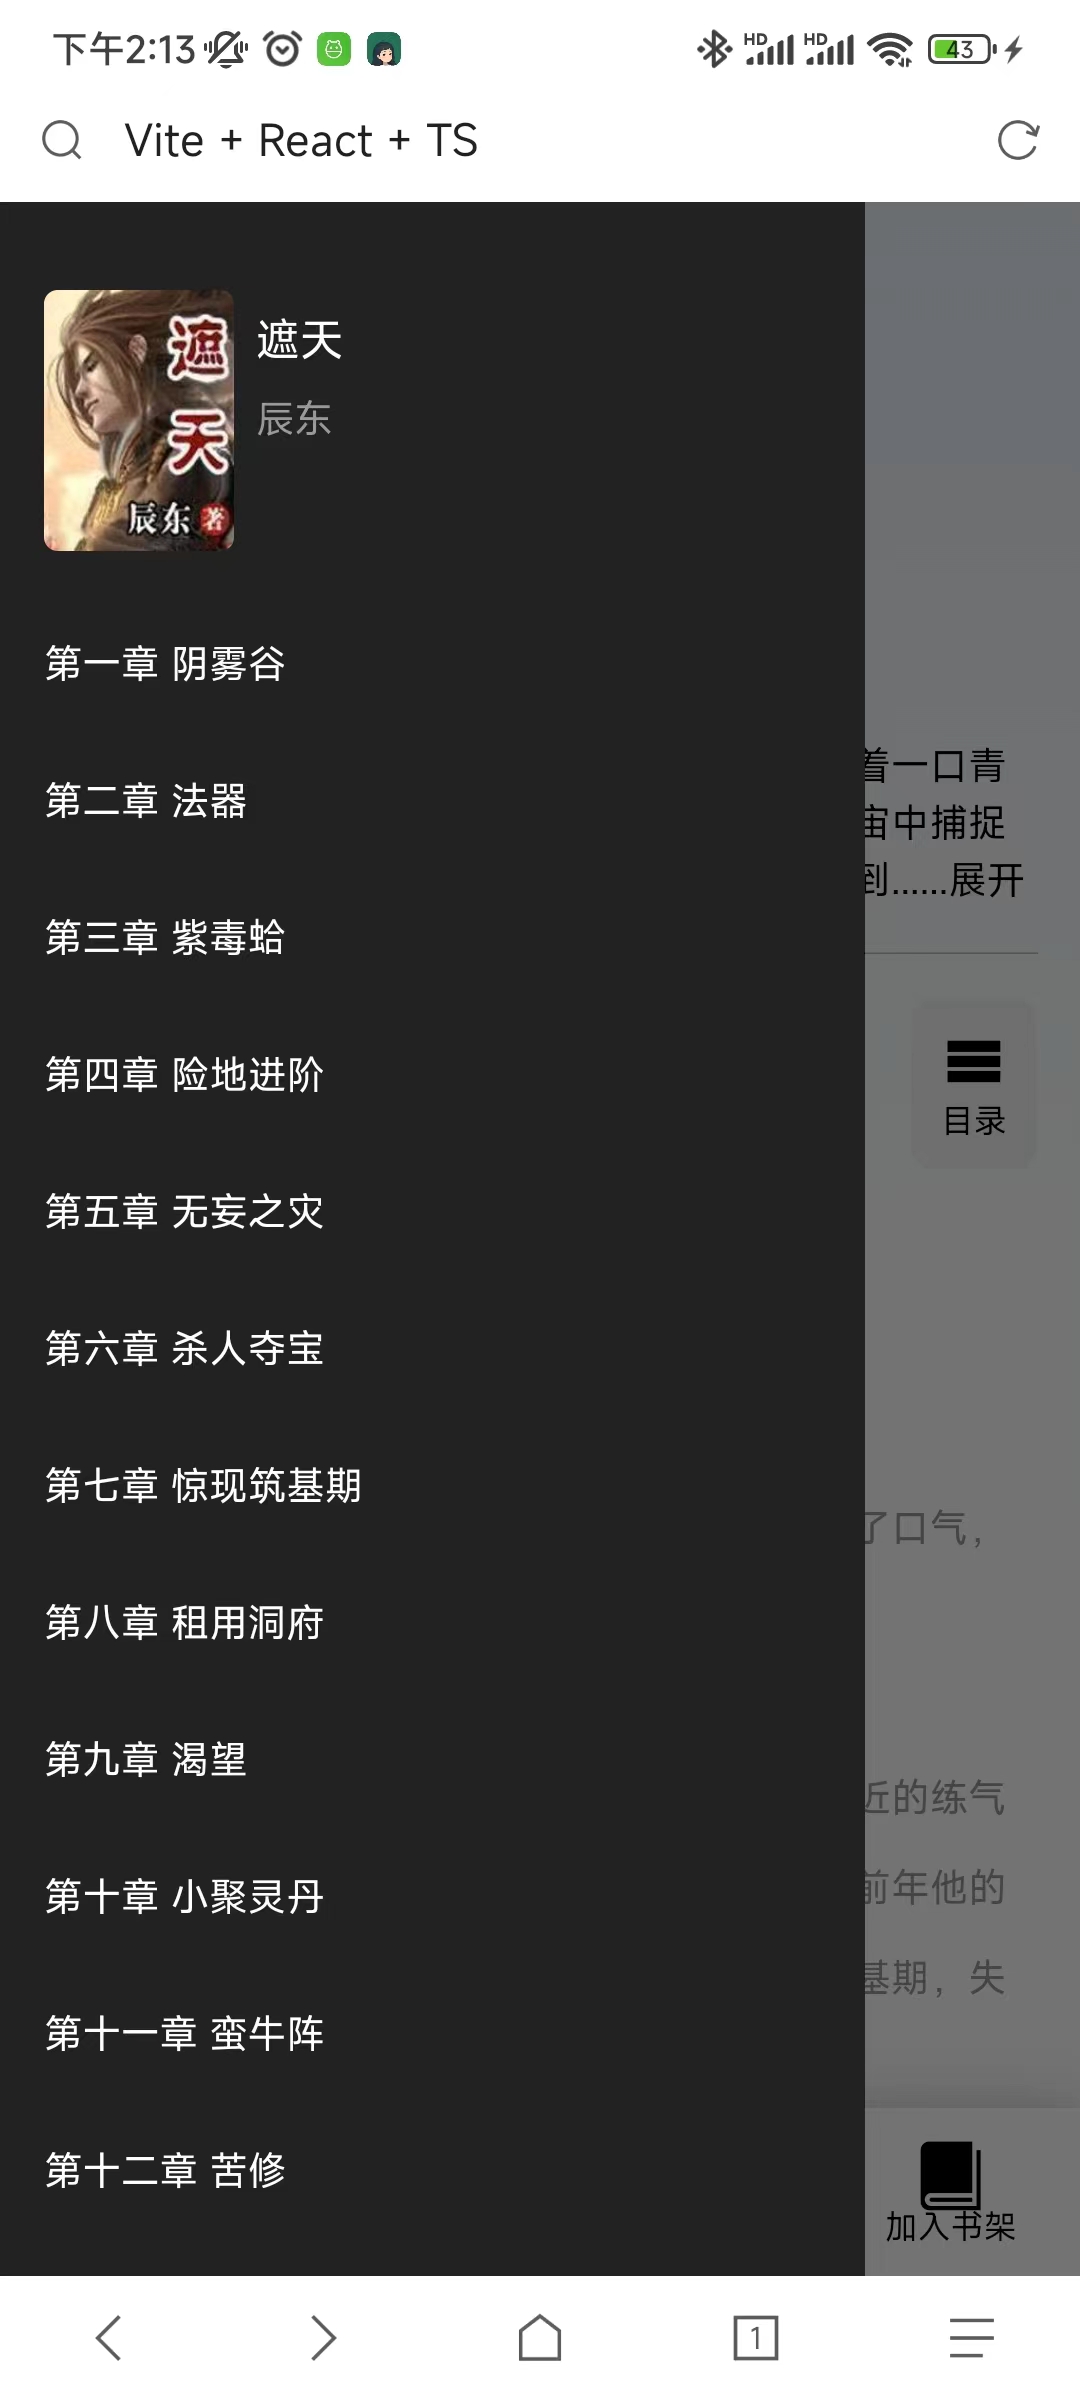 下午2:13
HD
HD
43
Vite + React + TS
遮天
辰东著
遮天
辰东
第一章 阴雾谷
第二章 法器
第三章 紫毒蛤
第四章 险地进阶
第五章 无妄之灾
第六章 杀人夺宝
第七章 惊现筑基期
第八章 租用洞府
第九章 渴望
第十章 小聚灵丹
第十一章 蛮牛阵
第十二章 苦修
着一口青
宙中捕捉
到......展开
目录
了口气，
近的练气
前年他的
基期，失
加入书架
1